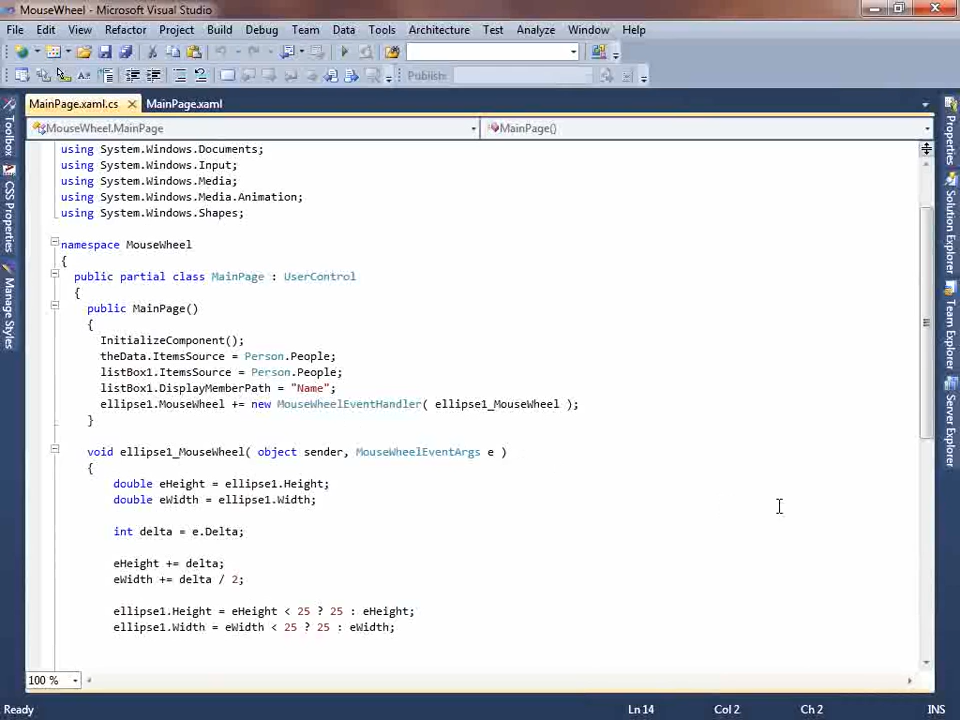 MouseWheel - Microsoft Visual Studio
File Edit View Refactor Project Build Debug Team Data Tools Architecture Test Analyze Window Help
Publish:
MainPage.xaml.cs MainPage.xaml
MouseWheel.MainPage MainPage()
using System.Windows.Documents;
using System.Windows.Input;
using System.Windows.Media;
using System.Windows.Media.Animation;
using System.Windows.Shapes;
namespace MouseWheel
{
public partial class MainPage : UserControl
{
public MainPage()
{
InitializeComponent();
theData.ItemsSource = Person.People;
listBox1.ItemsSource = Person.People;
listBox1.DisplayMemberPath = "Name";
ellipse1.MouseWheel += new MouseWheelEventHandler( ellipse1_MouseWheel );
}
void ellipse1_MouseWheel( object sender, MouseWheelEventArgs e )
{
double eHeight = ellipse1.Height;
double eWidth = ellipse1.Width;
int delta = e.Delta;
eHeight += delta;
eWidth += delta / 2;
ellipse1.Height = eHeight < 25 ? 25 : eHeight;
ellipse1.Width = eWidth < 25 ? 25 : eWidth;
100 %
Ready Ln 14 Col 2 Ch 2 INS
Toolbox
CSS Properties
Manage Styles
Properties
Solution Explorer
Team Explorer
Server Explorer